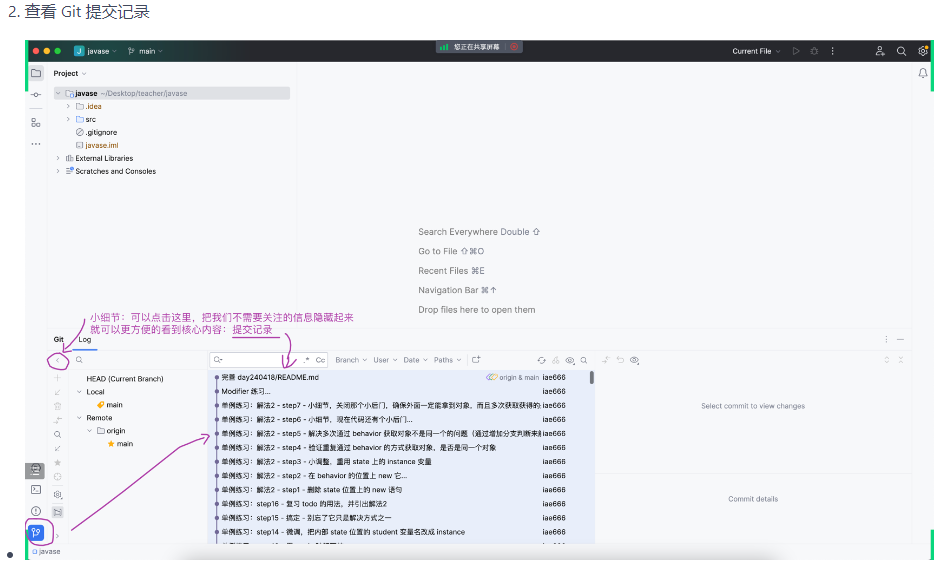 2. 查看 Git 提交记录
J javase main
您正在共享屏幕
Current File
Project
javase ~/Desktop/teacher/javase
.idea
src
.gitignore
javase.iml
External Libraries
Scratches and Consoles
Search Everywhere Double ⇧
Go to File ⇧⌘O
Recent Files ⌘E
Navigation Bar ⌘↑
Drop files here to open them
小细节：可以点击这里，把我们不需要关注的信息隐藏起来
就可以更方便的看到核心内容：提交记录
Git Log
.* Cc Branch User Date Paths
HEAD (Current Branch)
Local
main
Remote
origin
main
完善 day240418/README.md origin & main iae666
Modifier 练习... iae666
单例练习：解法2 - step7 - 小细节，关闭那个小后门，确保外面一定能拿到对象，而且多次获取获得的 iae666
单例练习：解法2 - step6 - 小细节，现在代码还有个小后门... iae666
单例练习：解法2 - step5 - 解决多次通过 behavior 获取对象不是同一个的问题（通过增加分支判断来 iae666
单例练习：解法2 - step4 - 验证重复通过 behavior 的方式获取对象，是否是同一个对象 iae666
单例练习：解法2 - step3 - 小调整，重用 state 上的 instance 变量 iae666
单例练习：解法2 - step2 - 在 behavior 的位置上 new 它... iae666
单例练习：解法2 - step1 - 删除 state 位置上的 new 语句 iae666
单例练习：step16 - 复习 todo 的用法，并引出解法2 iae666
单例练习：step15 - 搞定 - 别忘了它只是解决方式之一 iae666
单例练习：step14 - 微调，把内部 state 位置的 student 变量名改成 instance iae666
Select commit to view changes
Commit details
javase